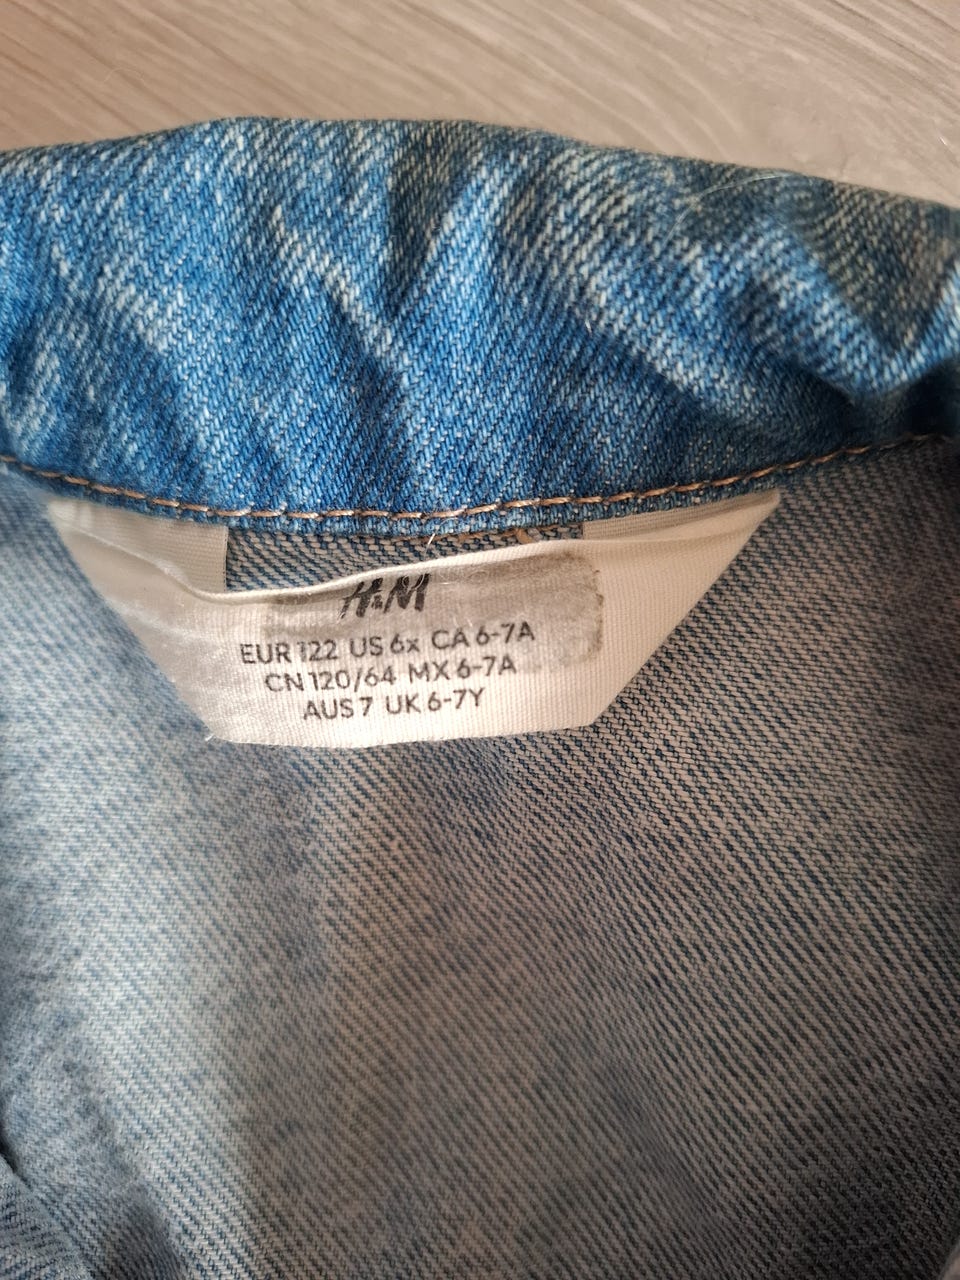 H&M
EUR 122 US 6x CA 6-7A
CN 120/64 MX 6-7A
AUS 7 UK 6-7Y